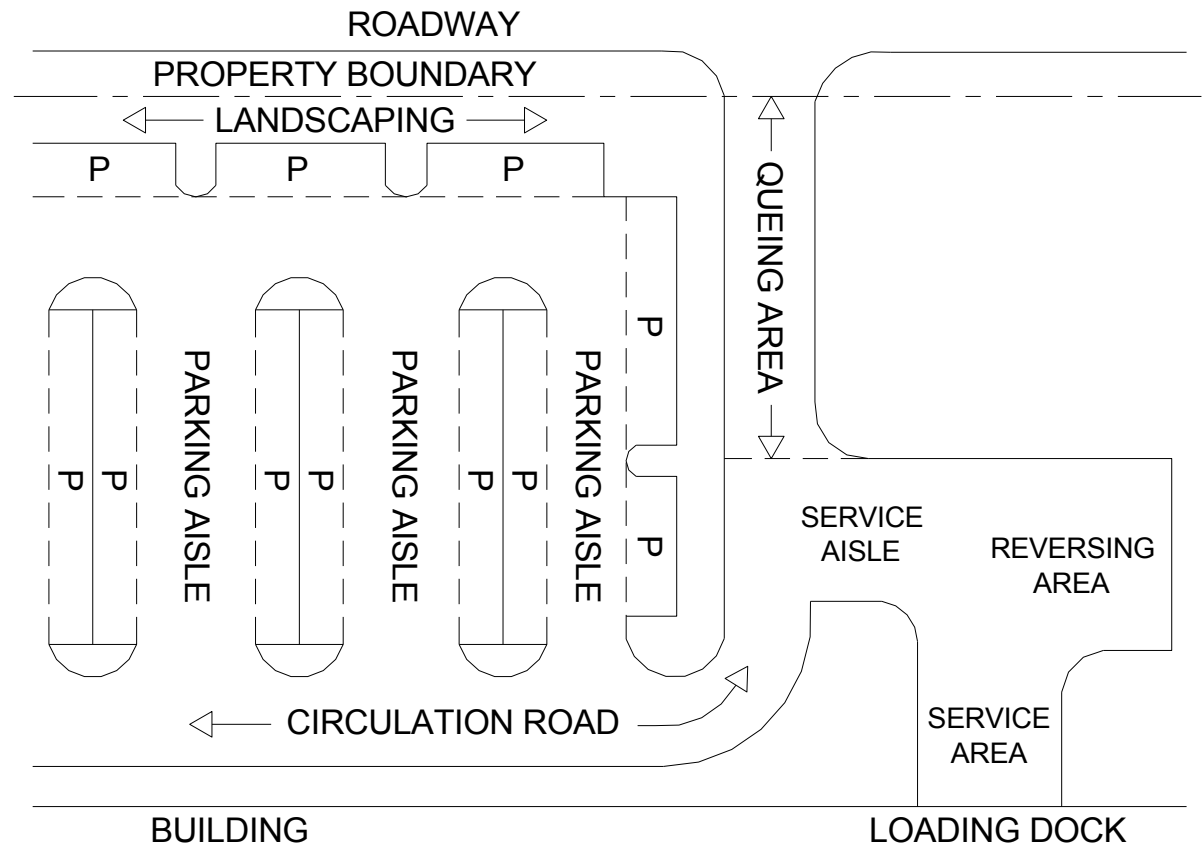 ROADWAY
PROPERTY BOUNDARY
LANDSCAPING
P
P
P
QUEING AREA
P
PARKING AISLE
PARKING AISLE
PARKING AISLE
P
P
P
P
P
P
P
SERVICE
AISLE
REVERSING
AREA
CIRCULATION ROAD
SERVICE
AREA
BUILDING
LOADING DOCK